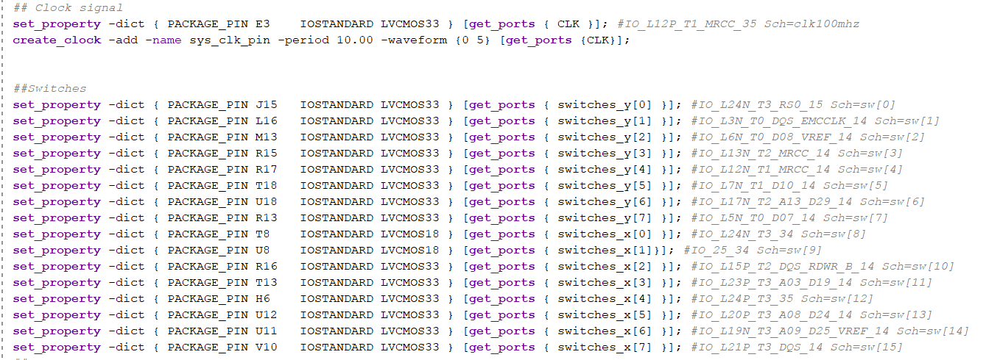 ## Clock signal
set_property -dict { PACKAGE_PIN E3    IOSTANDARD LVCMOS33 } [get_ports { CLK }]; #IO_L12P_T1_MRCC_35 Sch=clk100mhz
create_clock -add -name sys_clk_pin -period 10.00 -waveform {0 5} [get_ports {CLK}];
##Switches
set_property -dict { PACKAGE_PIN J15   IOSTANDARD LVCMOS33 } [get_ports { switches_y[0] }]; #IO_L24N_T3_RS0_15 Sch=sw[0]
set_property -dict { PACKAGE_PIN L16   IOSTANDARD LVCMOS33 } [get_ports { switches_y[1] }]; #IO_L3N_T0_DQS_EMCCLK_14 Sch=sw[1]
set_property -dict { PACKAGE_PIN M13   IOSTANDARD LVCMOS33 } [get_ports { switches_y[2] }]; #IO_L6N_T0_D08_VREF_14 Sch=sw[2]
set_property -dict { PACKAGE_PIN R15   IOSTANDARD LVCMOS33 } [get_ports { switches_y[3] }]; #IO_L13N_T2_MRCC_14 Sch=sw[3]
set_property -dict { PACKAGE_PIN R17   IOSTANDARD LVCMOS33 } [get_ports { switches_y[4] }]; #IO_L12N_T1_MRCC_14 Sch=sw[4]
set_property -dict { PACKAGE_PIN T18   IOSTANDARD LVCMOS33 } [get_ports { switches_y[5] }]; #IO_L7N_T1_D10_14 Sch=sw[5]
set_property -dict { PACKAGE_PIN U18   IOSTANDARD LVCMOS33 } [get_ports { switches_y[6] }]; #IO_L17N_T2_A13_D29_14 Sch=sw[6]
set_property -dict { PACKAGE_PIN R13   IOSTANDARD LVCMOS33 } [get_ports { switches_y[7] }]; #IO_L5N_T0_D07_14 Sch=sw[7]
set_property -dict { PACKAGE_PIN T8    IOSTANDARD LVCMOS18 } [get_ports { switches_x[0] }]; #IO_L24N_T3_34 Sch=sw[8]
set_property -dict { PACKAGE_PIN U8    IOSTANDARD LVCMOS18 } [get_ports { switches_x[1]}]; #IO_25_34 Sch=sw[9]
set_property -dict { PACKAGE_PIN R16   IOSTANDARD LVCMOS33 } [get_ports { switches_x[2] }]; #IO_L15P_T2_DQS_RDWR_B_14 Sch=sw[10]
set_property -dict { PACKAGE_PIN T13   IOSTANDARD LVCMOS33 } [get_ports { switches_x[3] }]; #IO_L23P_T3_A03_D19_14 Sch=sw[11]
set_property -dict { PACKAGE_PIN H6    IOSTANDARD LVCMOS33 } [get_ports { switches_x[4] }]; #IO_L24P_T3_35 Sch=sw[12]
set_property -dict { PACKAGE_PIN U12   IOSTANDARD LVCMOS33 } [get_ports { switches_x[5] }]; #IO_L20P_T3_A08_D24_14 Sch=sw[13]
set_property -dict { PACKAGE_PIN U11   IOSTANDARD LVCMOS33 } [get_ports { switches_x[6] }]; #IO_L19N_T3_A09_D25_VREF_14 Sch=sw[14]
set_property -dict { PACKAGE_PIN V10   IOSTANDARD LVCMOS33 } [get_ports { switches_x[7] }]; #IO_L21P_T3_DQS_14 Sch=sw[15]